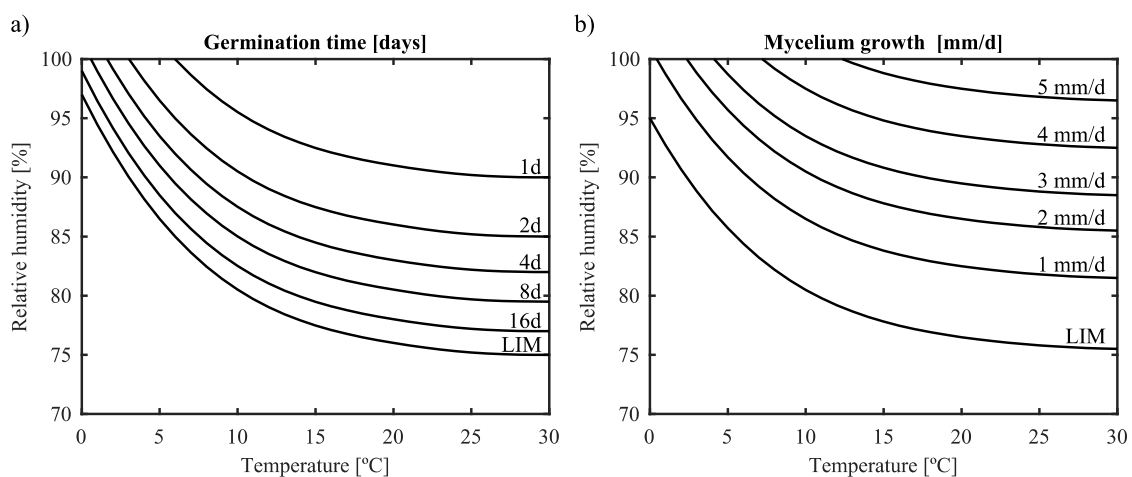 a)
Germination time [days]
Relative humidity [%]
100
95
90
85
80
75
70
1d
2d
4d
8d
16d
LIM
0 5 10 15 20 25 30
Temperature [ºC]
b)
Mycelium growth [mm/d]
Relative humidity [%]
100
95
90
85
80
75
70
5 mm/d
4 mm/d
3 mm/d
2 mm/d
1 mm/d
LIM
0 5 10 15 20 25 30
Temperature [ºC]